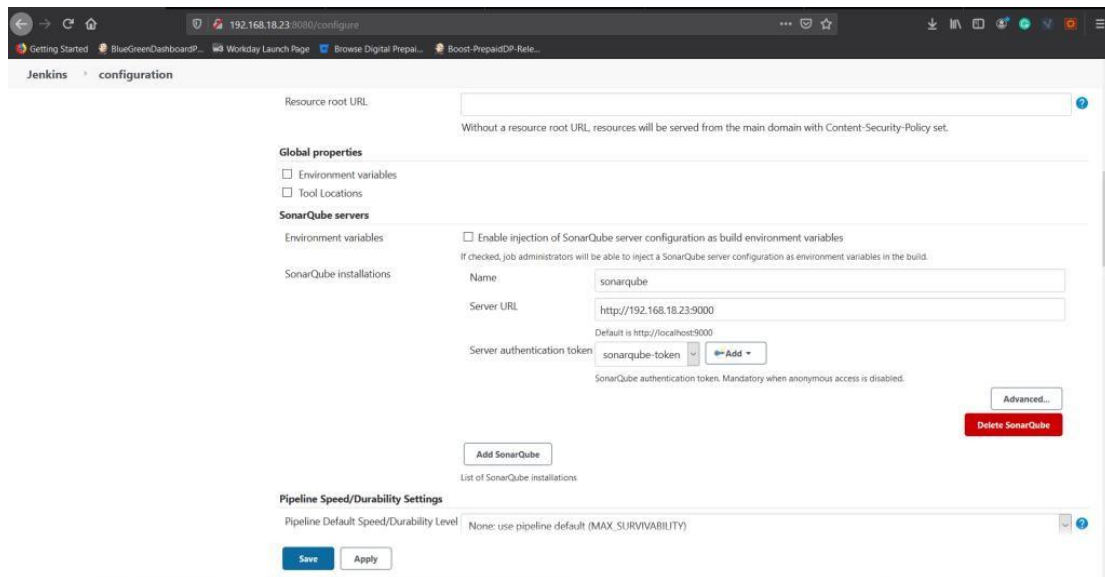 192.168.18.23:8080/configure
Getting Started BlueGreenDashboardP... Workday Launch Page Browse Digital Prepai... Boost-PrepaidDP-Rele...
Jenkins configuration
Resource root URL
Without a resource root URL, resources will be served from the main domain with Content-Security-Policy set.
Global properties
Environment variables
Tool Locations
SonarQube servers
Environment variables Enable injection of SonarQube server configuration as build environment variables
If checked, job administrators will be able to inject a SonarQube server configuration as environment variables in the build.
SonarQube installations
Name sonarqube
Server URL http://192.168.18.23:9000
Default is http://localhost:9000
Server authentication token sonarqube-token Add
SonarQube authentication token. Mandatory when anonymous access is disabled.
Advanced...
Delete SonarQube
Add SonarQube
List of SonarQube installations
Pipeline Speed/Durability Settings
Pipeline Default Speed/Durability Level None: use pipeline default (MAX_SURVIVABILITY)
Save Apply